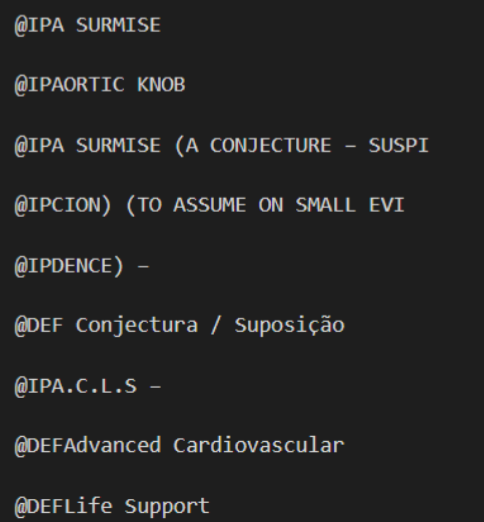 @IPA SURMISE
@IPAORTIC KNOB
@IPA SURMISE (A CONJECTURE – SUSPI
@IPCION) (TO ASSUME ON SMALL EVI
@IPDENCE) –
@DEF Conjectura / Suposição
@IPA.C.L.S –
@DEFAdvanced Cardiovascular
@DEFLife Support